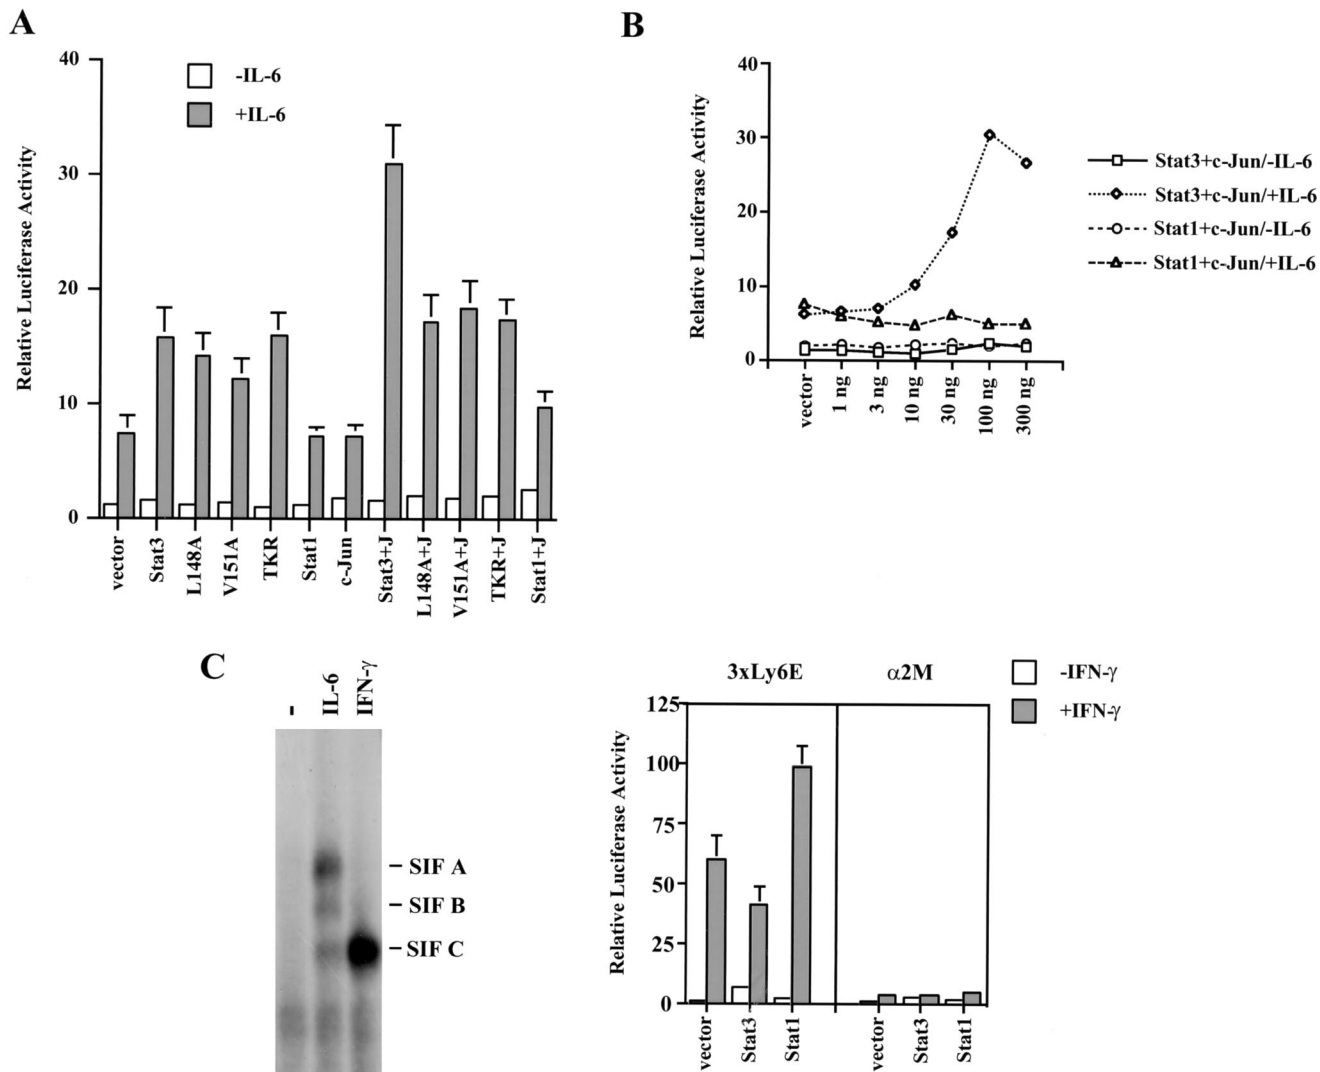 A
40
30
20
10
0
Relative Luciferase Activity
-IL-6
+IL-6
vector
Stat3
L148A
V151A
TKR
Stat1
c-Jun
Stat3+J
L148A+J
V151A+J
TKR+J
Stat1+J
B
40
30
20
10
0
Relative Luciferase Activity
vector
1 ng
3 ng
10 ng
30 ng
100 ng
300 ng
Stat3+c-Jun/-IL-6
Stat3+c-Jun/+IL-6
Stat1+c-Jun/-IL-6
Stat1+c-Jun/+IL-6
C
-
IL-6
IFN-γ
SIF A
SIF B
SIF C
3xLy6E
α2M
-IFN-γ
+IFN-γ
125
100
75
50
25
0
Relative Luciferase Activity
vector
Stat3
Stat1
vector
Stat3
Stat1